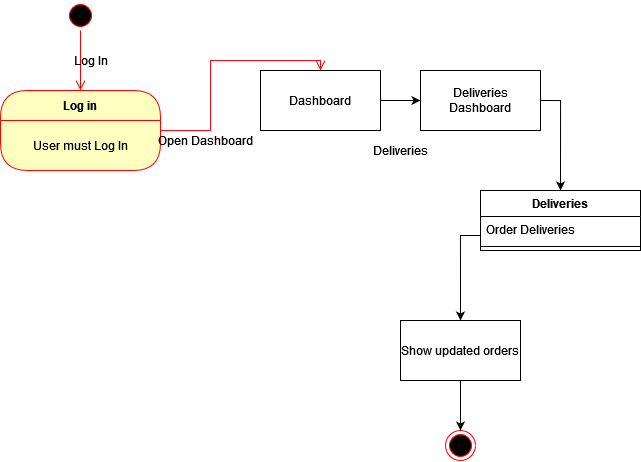 Log In
Log in
User must Log In
Open Dashboard
Dashboard
Deliveries
Deliveries
Dashboard
Deliveries
Order Deliveries
Show updated orders